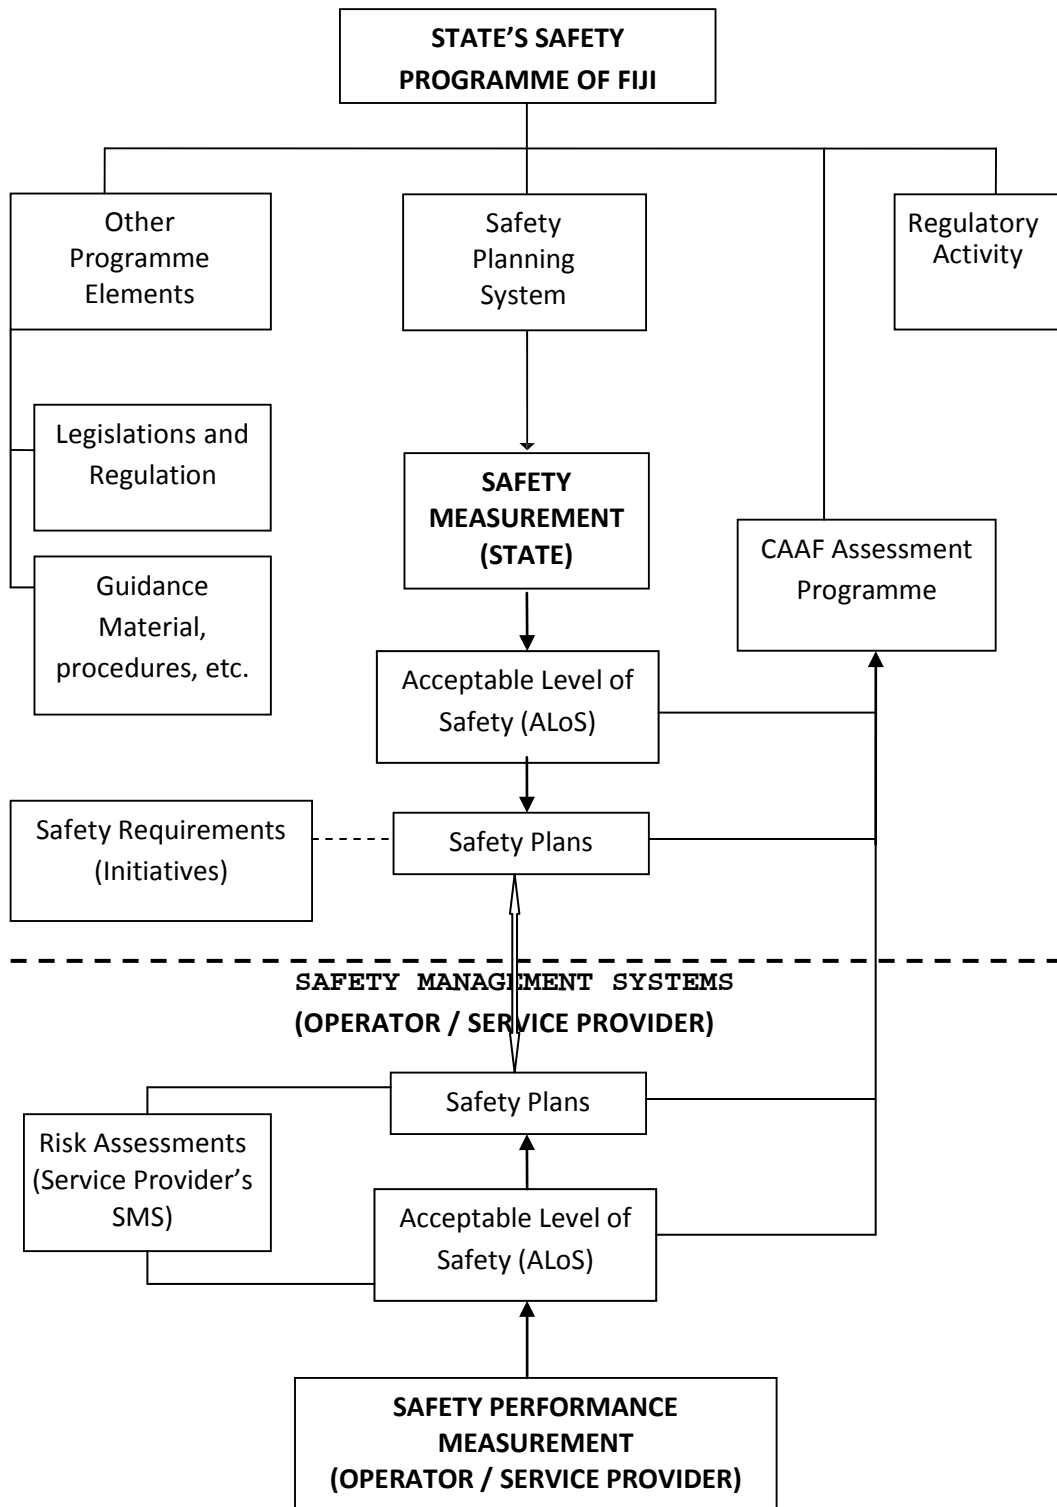 STATE’S SAFETY
PROGRAMME OF FIJI
Other
Programme
Elements
Safety
Planning
System
Regulatory
Activity
Legislations and
Regulation
SAFETY
MEASUREMENT
(STATE)
CAAF Assessment
Programme
Guidance
Material,
procedures, etc.
Acceptable Level of
Safety (ALoS)
Safety Requirements
(Initiatives)
Safety Plans
SAFETY MANAGEMENT SYSTEMS
(OPERATOR / SERVICE PROVIDER)
Safety Plans
Risk Assessments
(Service Provider’s
SMS)
Acceptable Level of
Safety (ALoS)
SAFETY PERFORMANCE
MEASUREMENT
(OPERATOR / SERVICE PROVIDER)